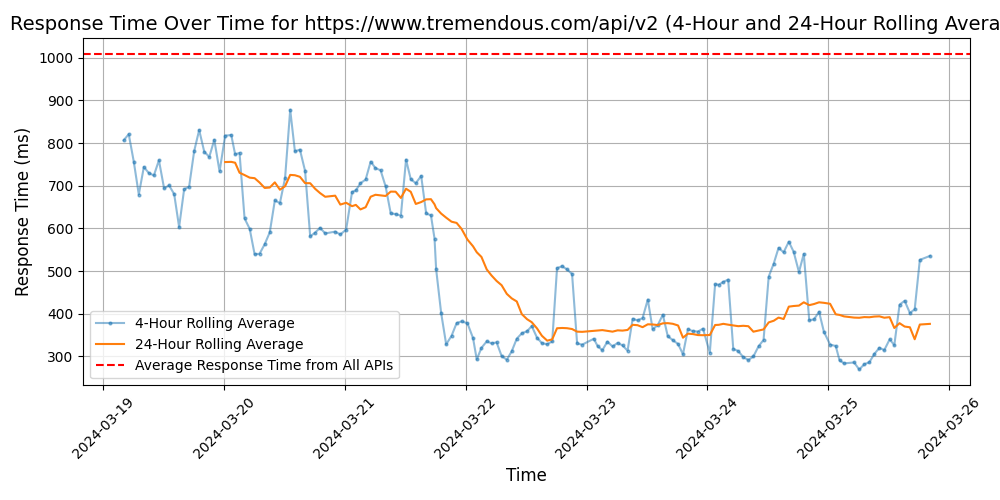 Response Time Over Time for https://www.tremendous.com/api/v2 (4-Hour and 24-Hour Rolling Avera
Response Time (ms)
1000
900
800
700
600
500
400
300
4-Hour Rolling Average
24-Hour Rolling Average
Average Response Time from All APIs
2024-03-19
2024-03-20
2024-03-21
2024-03-22
2024-03-23
2024-03-24
2024-03-25
2024-03-26
Time